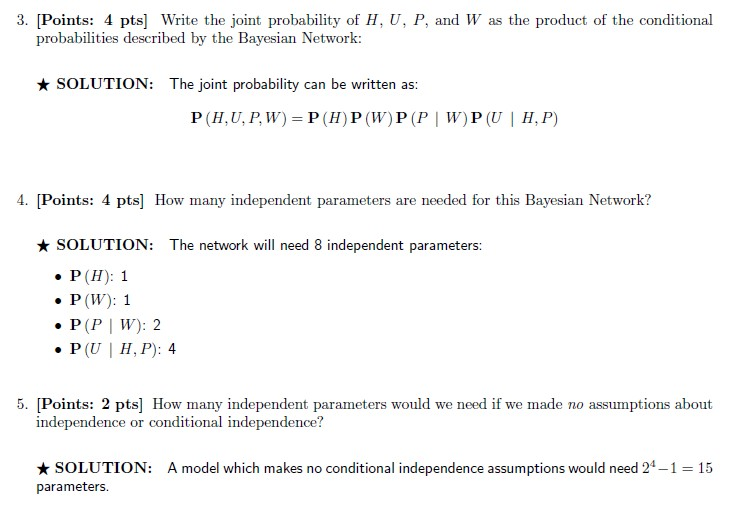 3. [Points: 4 pts] Write the joint probability of H, U, P, and W as the product of the conditional
probabilities described by the Bayesian Network:
★ SOLUTION: The joint probability can be written as:
P (H, U, P, W) = P (H) P (W) P (P | W) P (U | H, P)
4. [Points: 4 pts] How many independent parameters are needed for this Bayesian Network?
★ SOLUTION: The network will need 8 independent parameters:
• P (H): 1
• P (W): 1
• P (P | W): 2
• P (U | H, P): 4
5. [Points: 2 pts] How many independent parameters would we need if we made no assumptions about
independence or conditional independence?
★ SOLUTION: A model which makes no conditional independence assumptions would need 2⁴ – 1 = 15
parameters.